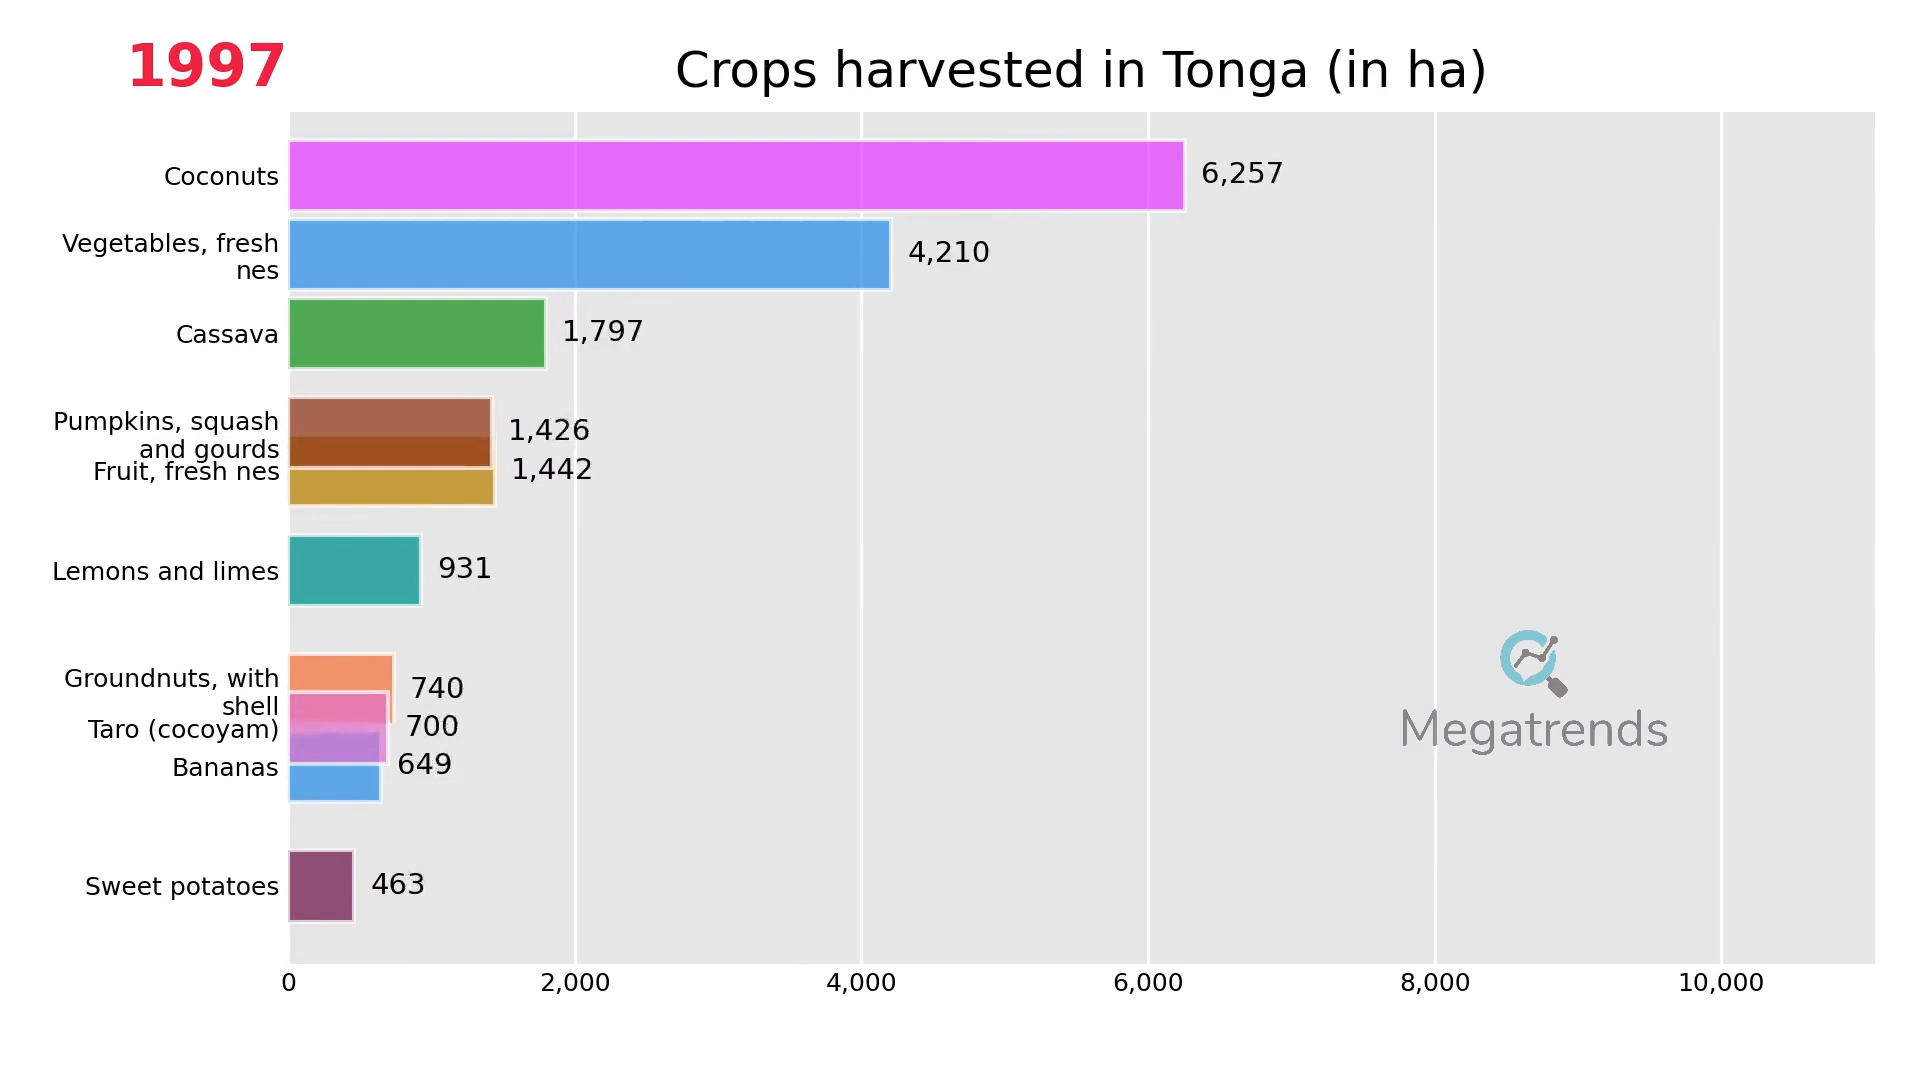 1997
Crops harvested in Tonga (in ha)
Coconuts
6,257
Vegetables, fresh
nes
4,210
Cassava
1,797
Pumpkins, squash
and gourds
1,426
Fruit, fresh nes
1,442
Lemons and limes
931
Groundnuts, with
shell
740
Taro (cocoyam)
700
Bananas
649
Sweet potatoes
463
Megatrends
0
2,000
4,000
6,000
8,000
10,000